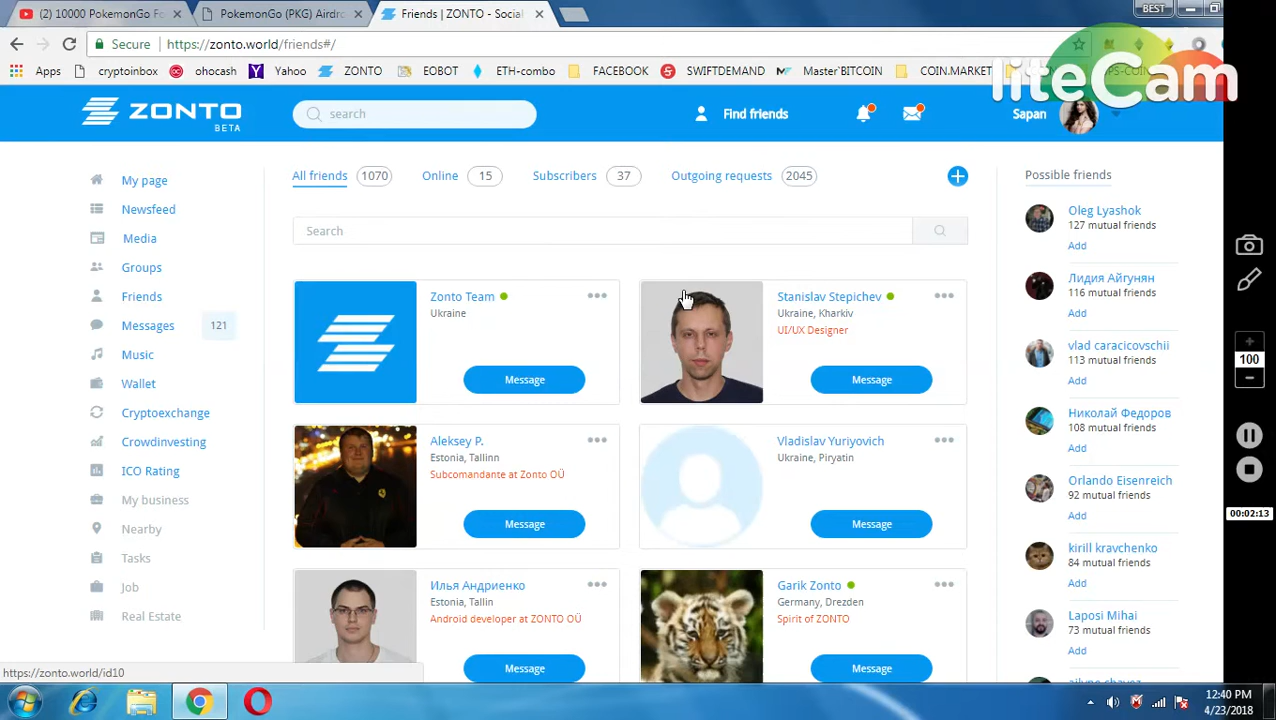 (2) 10000 PokemonGo Fo
PokemonGo (PKG) Airdro
Friends | ZONTO - Social
BEST
Secure
https://zonto.world/friends#/
Apps
cryptoinbox
ohocash
Yahoo
ZONTO
EOBOT
ETH-combo
FACEBOOK
SWIFTDEMAND
Master`BITCOIN
COIN.MARKET
liteCam
ZONTO
BETA
search
Find friends
Sapan
My page
Newsfeed
Media
Groups
Friends
Messages
121
Music
Wallet
Cryptoexchange
Crowdinvesting
ICO Rating
My business
Nearby
Tasks
Job
Real Estate
All friends 1070
Online 15
Subscribers 37
Outgoing requests 2045
Search
Zonto Team
Ukraine
Message
Stanislav Stepichev
Ukraine, Kharkiv
UI/UX Designer
Message
Aleksey P.
Estonia, Tallinn
Subcomandante at Zonto OÜ
Message
Vladislav Yuriyovich
Ukraine, Piryatin
Message
Илья Андриенко
Estonia, Tallin
Android developer at ZONTO OÜ
Message
Garik Zonto
Germany, Drezden
Spirit of ZONTO
Message
Possible friends
Oleg Lyashok
127 mutual friends
Add
Лидия Айгунян
116 mutual friends
Add
vlad caracicovschii
113 mutual friends
Add
Николай Федоров
108 mutual friends
Add
Orlando Eisenreich
92 mutual friends
Add
kirill kravchenko
84 mutual friends
Add
Laposi Mihai
73 mutual friends
Add
100
00:02:13
https://zonto.world/id10
12:40 PM
4/23/2018